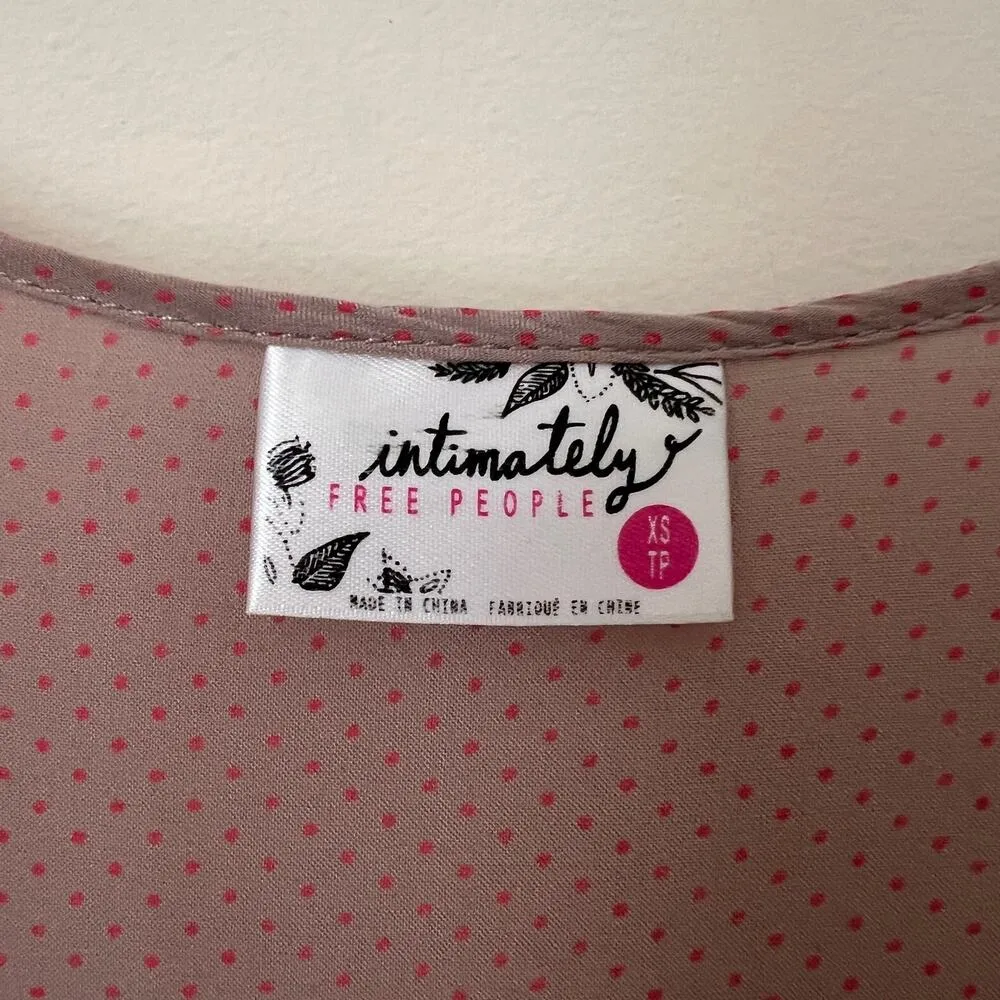 intimately
FREE PEOPLE
XS
TP
MADE IN CHINA FABRIQUÉ EN CHINE